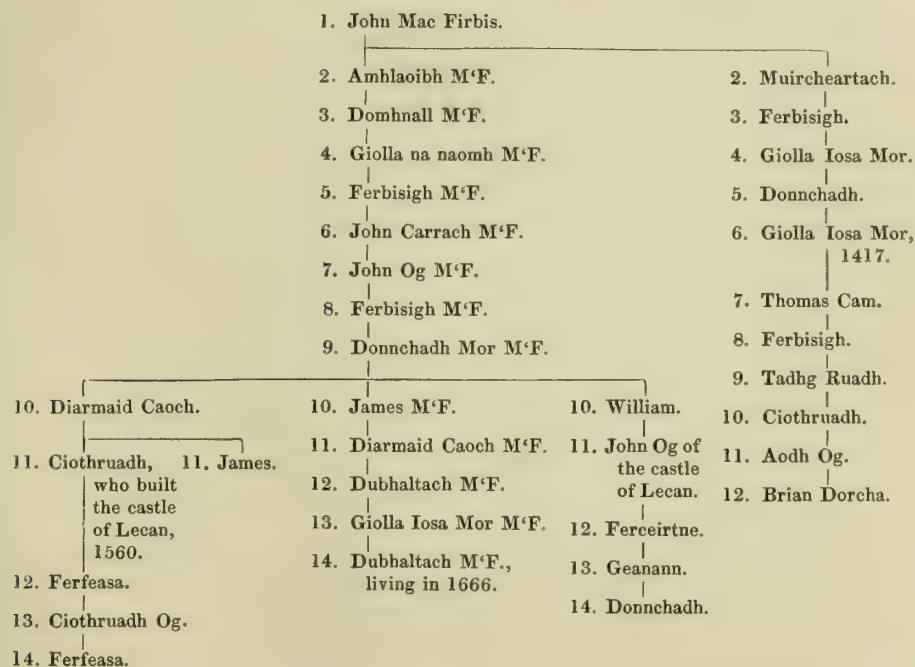 1. John Mac Firbis.
2. Amhlaoibh M‘F.
3. Domhnall M‘F.
4. Giolla na naomh M‘F.
5. Ferbisigh M‘F.
6. John Carrach M‘F.
7. John Og M‘F.
8. Ferbisigh M‘F.
9. Donnchadh Mor M‘F.
2. Muircheartach.
3. Ferbisigh.
4. Giolla Iosa Mor.
5. Donnchadh.
6. Giolla Iosa Mor,
1417.
7. Thomas Cam.
8. Ferbisigh.
9. Tadhg Ruadh.
10. Ciothruadh.
11. Aodh Og.
12. Brian Dorcha.
10. Diarmaid Caoch.
11. Ciothruadh,
who built
the castle
of Lecan,
1560.
11. James.
12. Ferfeasa.
13. Ciothruadh Og.
14. Ferfeasa.
10. James M‘F.
11. Diarmaid Caoch M‘F.
12. Dubhaltach M‘F.
13. Giolla Iosa Mor M‘F.
14. Dubhaltach M‘F.,
living in 1666.
10. William.
11. John Og of
the castle
of Lecan.
12. Ferceirtne.
13. Geanann.
14. Donnchadh.